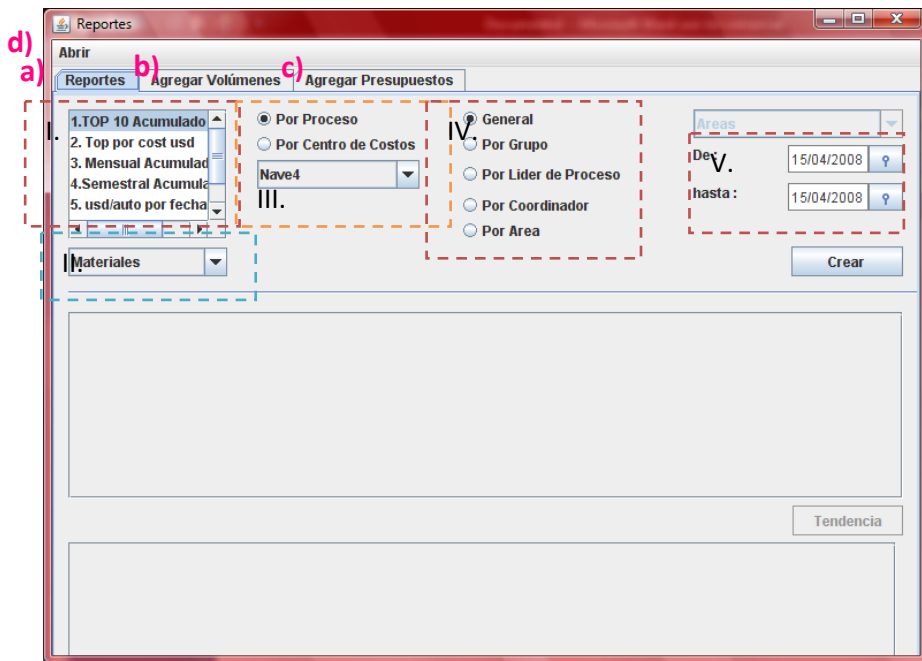 Reportes
d)
Abrir
a)
b)
c)
Reportes
Agregar Volúmenes
Agregar Presupuestos
I.
1.TOP 10 Acumulado
2. Top por cost usd
3. Mensual Acumulad
4.Semestral Acumula
5. usd/auto por fecha
Por Proceso
Por Centro de Costos
Nave4
III.
IV.
General
Por Grupo
Por Lider de Proceso
Por Coordinador
Por Area
Areas
De :
V.
15/04/2008
hasta :
15/04/2008
II.
Materiales
Crear
Tendencia